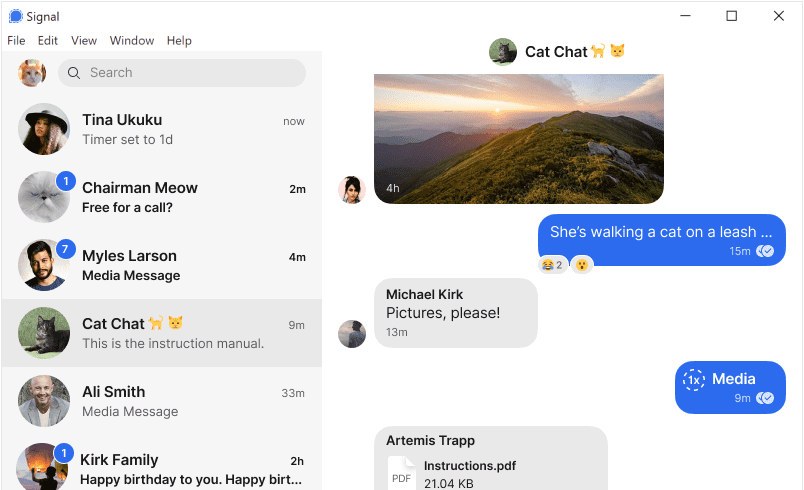 Signal
File Edit View Window Help
Search
Tina Ukuku now
Timer set to 1d
1
Chairman Meow 2m
Free for a call?
7
Myles Larson 4m
Media Message
Cat Chat 🐈 🐱 9m
This is the instruction manual.
Ali Smith 33m
Media Message
1
Kirk Family 2h
Happy birthday to you. Happy birt...
Cat Chat 🐈 🐱
4h
She’s walking a cat on a leash ...
15m
😂 2 😮
Michael Kirk
Pictures, please!
13m
1x Media
9m
Artemis Trapp
PDF
Instructions.pdf
21.04 KB